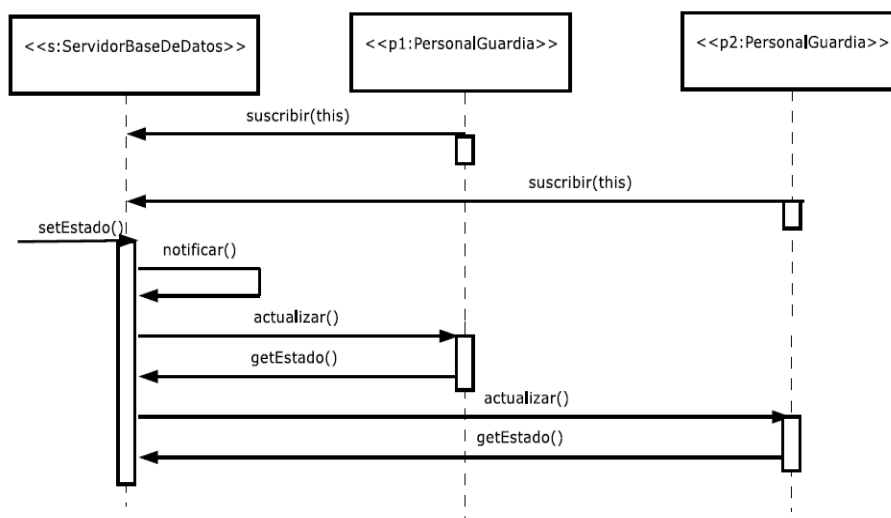 <<s:ServidorBaseDeDatos>>
<<p1:PersonalGuardia>>
<<p2:PersonalGuardia>>
suscribir(this)
suscribir(this)
setEstado()
notificar()
actualizar()
getEstado()
actualizar()
getEstado()